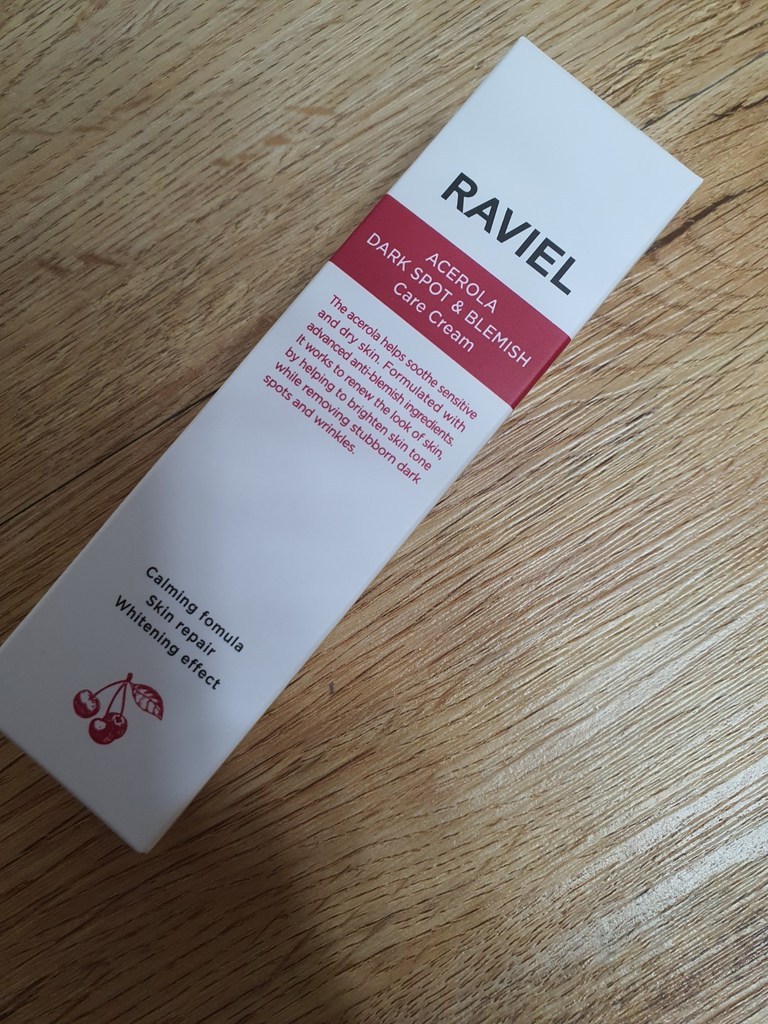 RAVIEL
ACEROLA
DARK SPOT & BLEMISH
Care Cream
The acerola helps soothe sensitive
and dry skin. Formulated with
advanced anti-blemish ingredients.
It works to renew the look of skin,
by helping to brighten skin tone
while removing stubborn dark
spots and wrinkles.
Calming fomula
Skin repair
Whitening effect